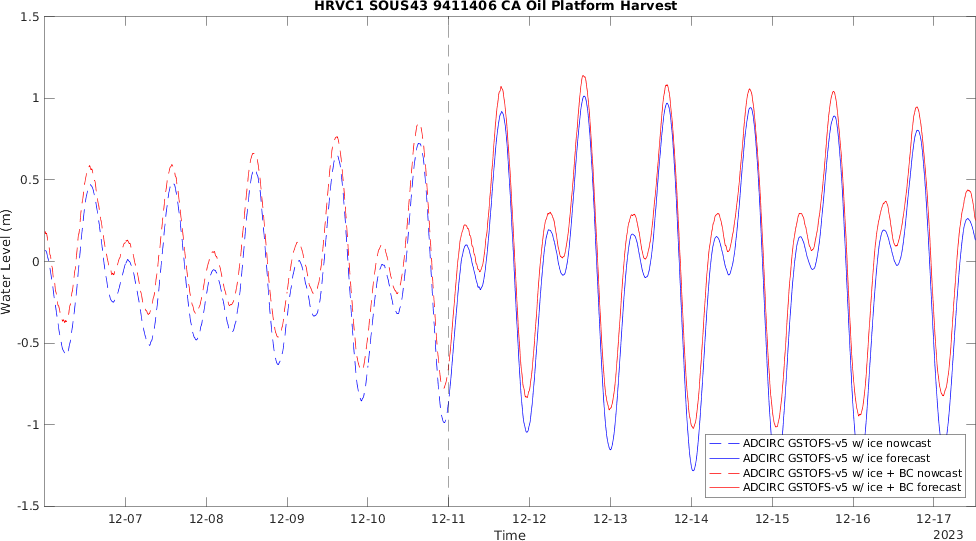 HRVC1 SOUS43 9411406 CA Oil Platform Harvest
1.5
1
0.5
0
-0.5
-1
-1.5
Water Level (m)
12-07 12-08 12-09 12-10 12-11 12-12 12-13 12-14 12-15 12-16 12-17
Time
2023
ADCIRC GSTOFS-v5 w/ ice nowcast
ADCIRC GSTOFS-v5 w/ ice forecast
ADCIRC GSTOFS-v5 w/ ice + BC nowcast
ADCIRC GSTOFS-v5 w/ ice + BC forecast